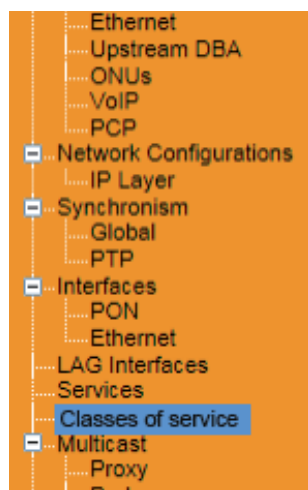 Ethernet
Upstream DBA
ONUs
VoIP
PCP
Network Configurations
IP Layer
Synchronism
Global
PTP
Interfaces
PON
Ethernet
LAG Interfaces
Services
Classes of service
Multicast
Proxy